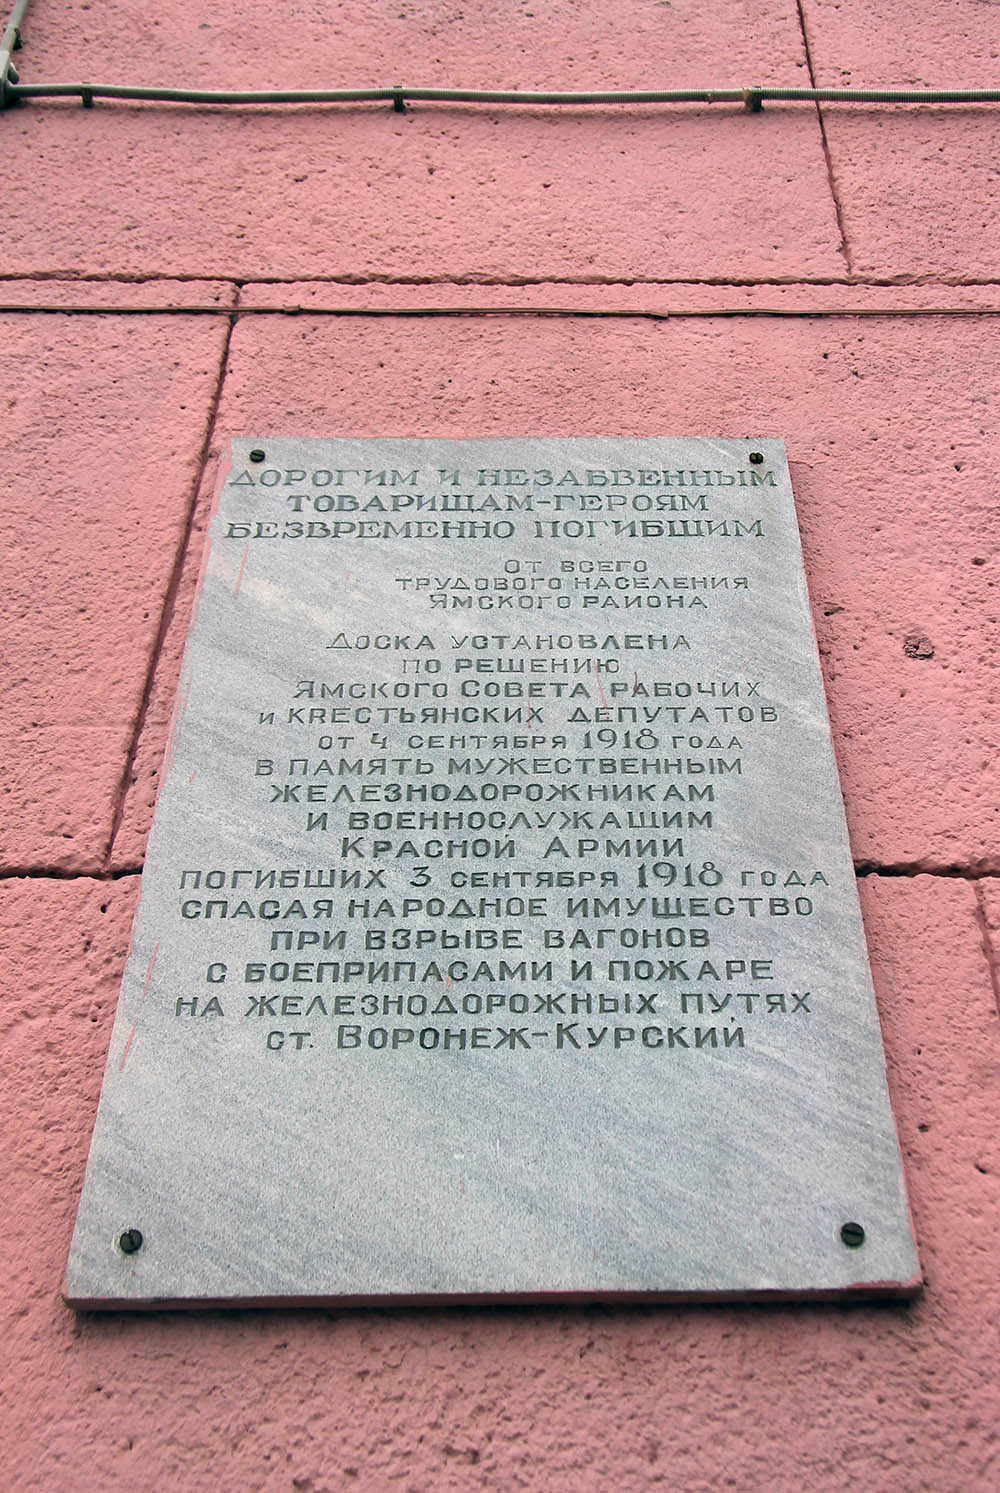 ДОРОГИМ И НЕЗАБВЕННЫМ
ТОВАРИЩАМ-ГЕРОЯМ
БЕЗВРЕМЕННО ПОГИБШИМ
ОТ ВСЕГО
ТРУДОВОГО НАСЕЛЕНИЯ
ЯМСКОГО РАЙОНА
ДОСКА УСТАНОВЛЕНА
ПО РЕШЕНИЮ
ЯМСКОГО СОВЕТА РАБОЧИХ
И КRЕСТЬЯНСКИХ ДЕПУТАТОВ
ОТ 4 СЕНТЯБРЯ 1918 ГОДА
В ПАМЯТЬ МУЖЕСТВЕННЫМ
ЖЕЛЕЗНОДОРОЖНИКАМ
И ВОЕННОСЛУЖАЩИМ
КРАСНОЙ АРМИИ
ПОГИБШИХ 3 СЕНТЯБРЯ 1918 ГОДА
СПАСАЯ НАРОДНОЕ ИМУЩЕСТВО
ПРИ ВЗРЫВЕ ВАГОНОВ
С БОЕПРИПАСАМИ И ПОЖАРЕ
НА ЖЕЛЕЗНОДОРОЖНЫХ ПУТЯХ
СТ. ВОРОНЕЖ-КУРСКИЙ